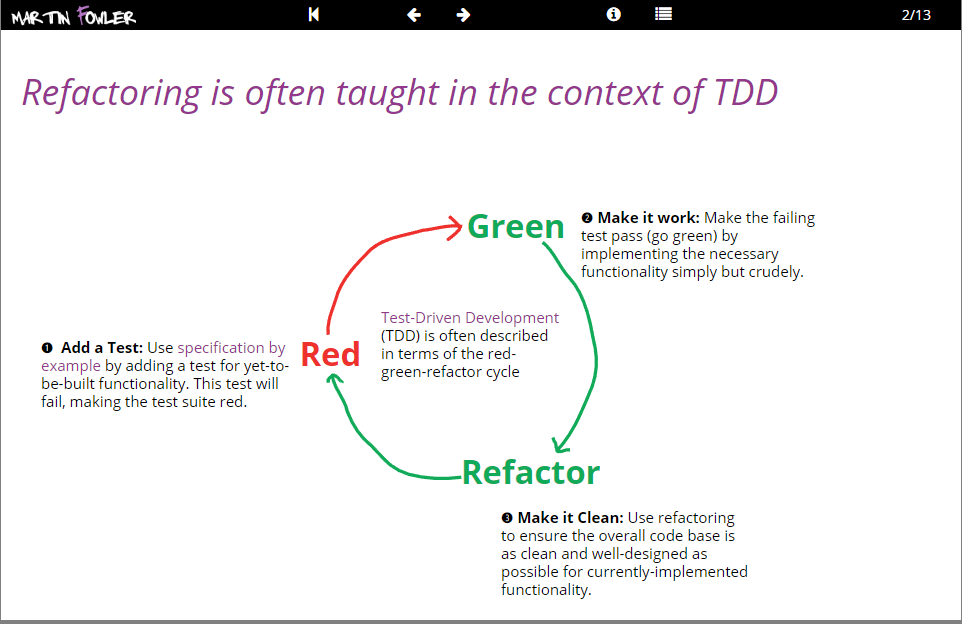 MARTIN FOWLER
2/13
Refactoring is often taught in the context of TDD
Green
❷ Make it work: Make the failing
test pass (go green) by
implementing the necessary
functionality simply but crudely.
Test-Driven Development
(TDD) is often described
in terms of the red-
green-refactor cycle
❶ Add a Test: Use specification by
example by adding a test for yet-to-
be-built functionality. This test will
fail, making the test suite red.
Red
Refactor
❸ Make it Clean: Use refactoring
to ensure the overall code base is
as clean and well-designed as
possible for currently-implemented
functionality.